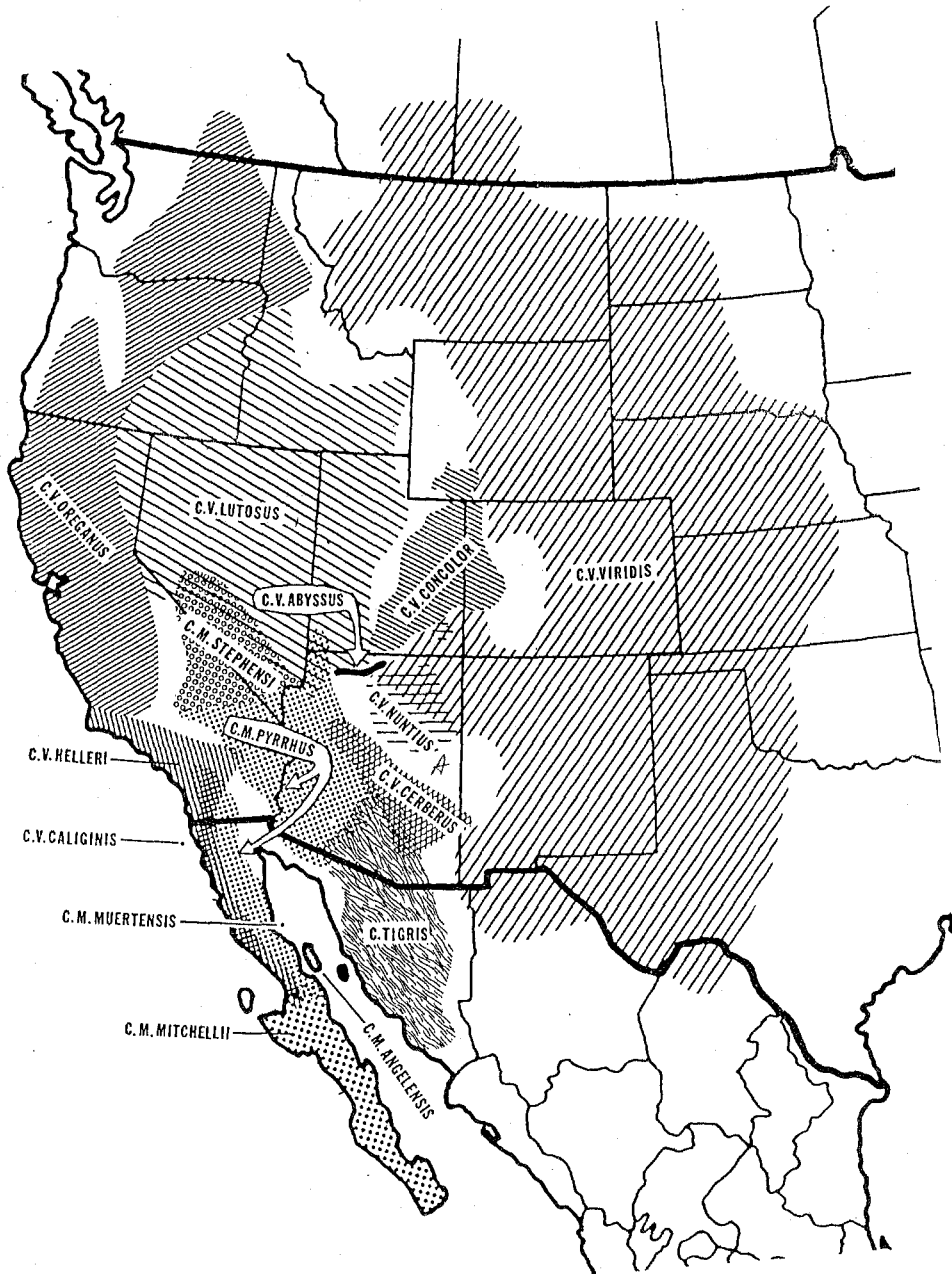 C.V.OREGANUS
C.V.LUTOSUS
C.V.ABYSSUS
C.V.CONCOLOR
C.V.VIRIDIS
C.M.STEPHENSI
C.M.PYRRHUS
C.V.NUNTIUS
A
C.V.CERBERUS
C.V.HELLERI
C.V.CALIGINIS
C.M.MUERTENSIS
C.TIGRIS
C.M.MITCHELLII
C.M.ANGELENSIS